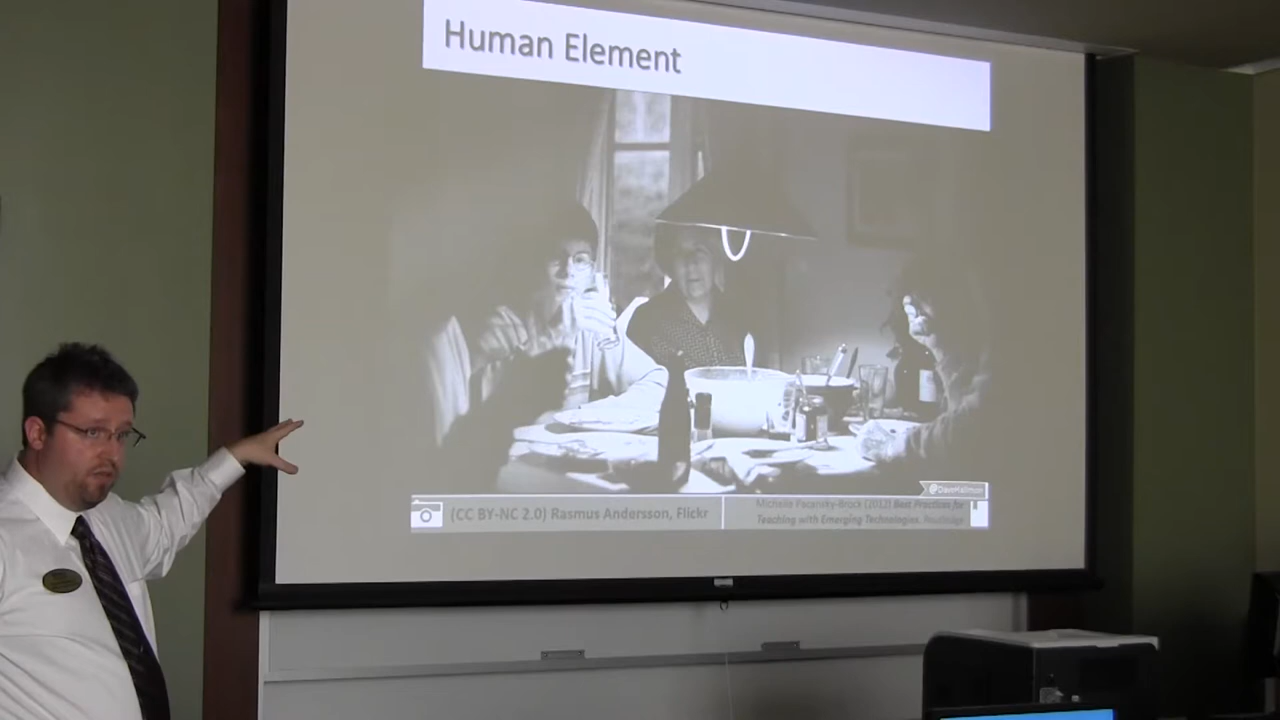 Human Element
@DaveHallmon
(CC BY-NC 2.0) Rasmus Andersson, Flickr
Michelle Pacansky-Brock (2012) Best Practices for
Teaching with Emerging Technologies. Routledge